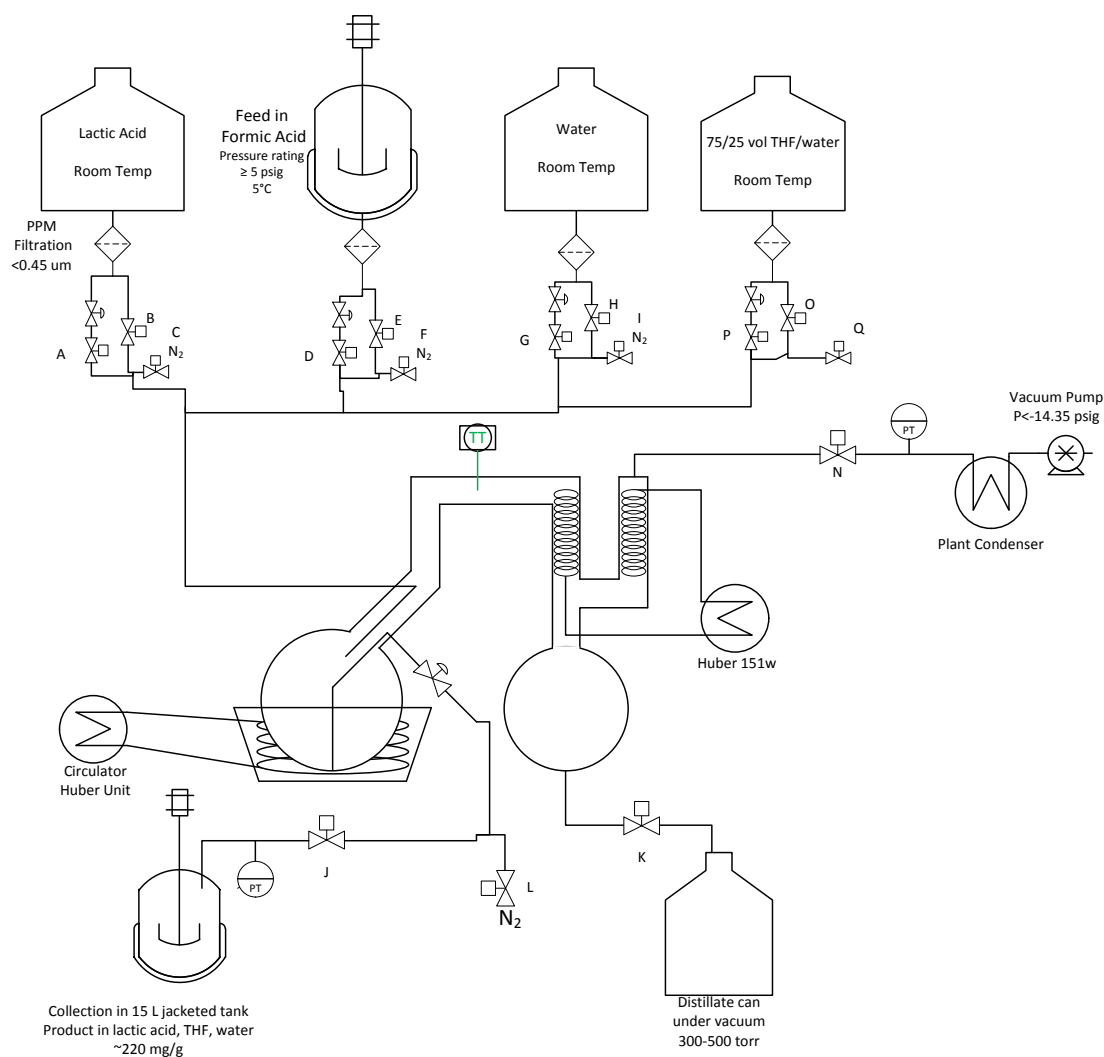 Lactic Acid
Room Temp
Feed in
Formic Acid
Pressure rating
≥ 5 psig
5°C
Water
Room Temp
75/25 vol THF/water
Room Temp
PPM
Filtration
<0.45 um
A
B
C
N₂
D
E
F
N₂
G
H
I
N₂
P
O
Q
TT
Vacuum Pump
P<-14.35 psig
PT
N
Plant Condenser
Huber 151w
Circulator
Huber Unit
PT
J
L
N₂
K
Collection in 15 L jacketed tank
Product in lactic acid, THF, water
~220 mg/g
Distillate can
under vacuum
300-500 torr